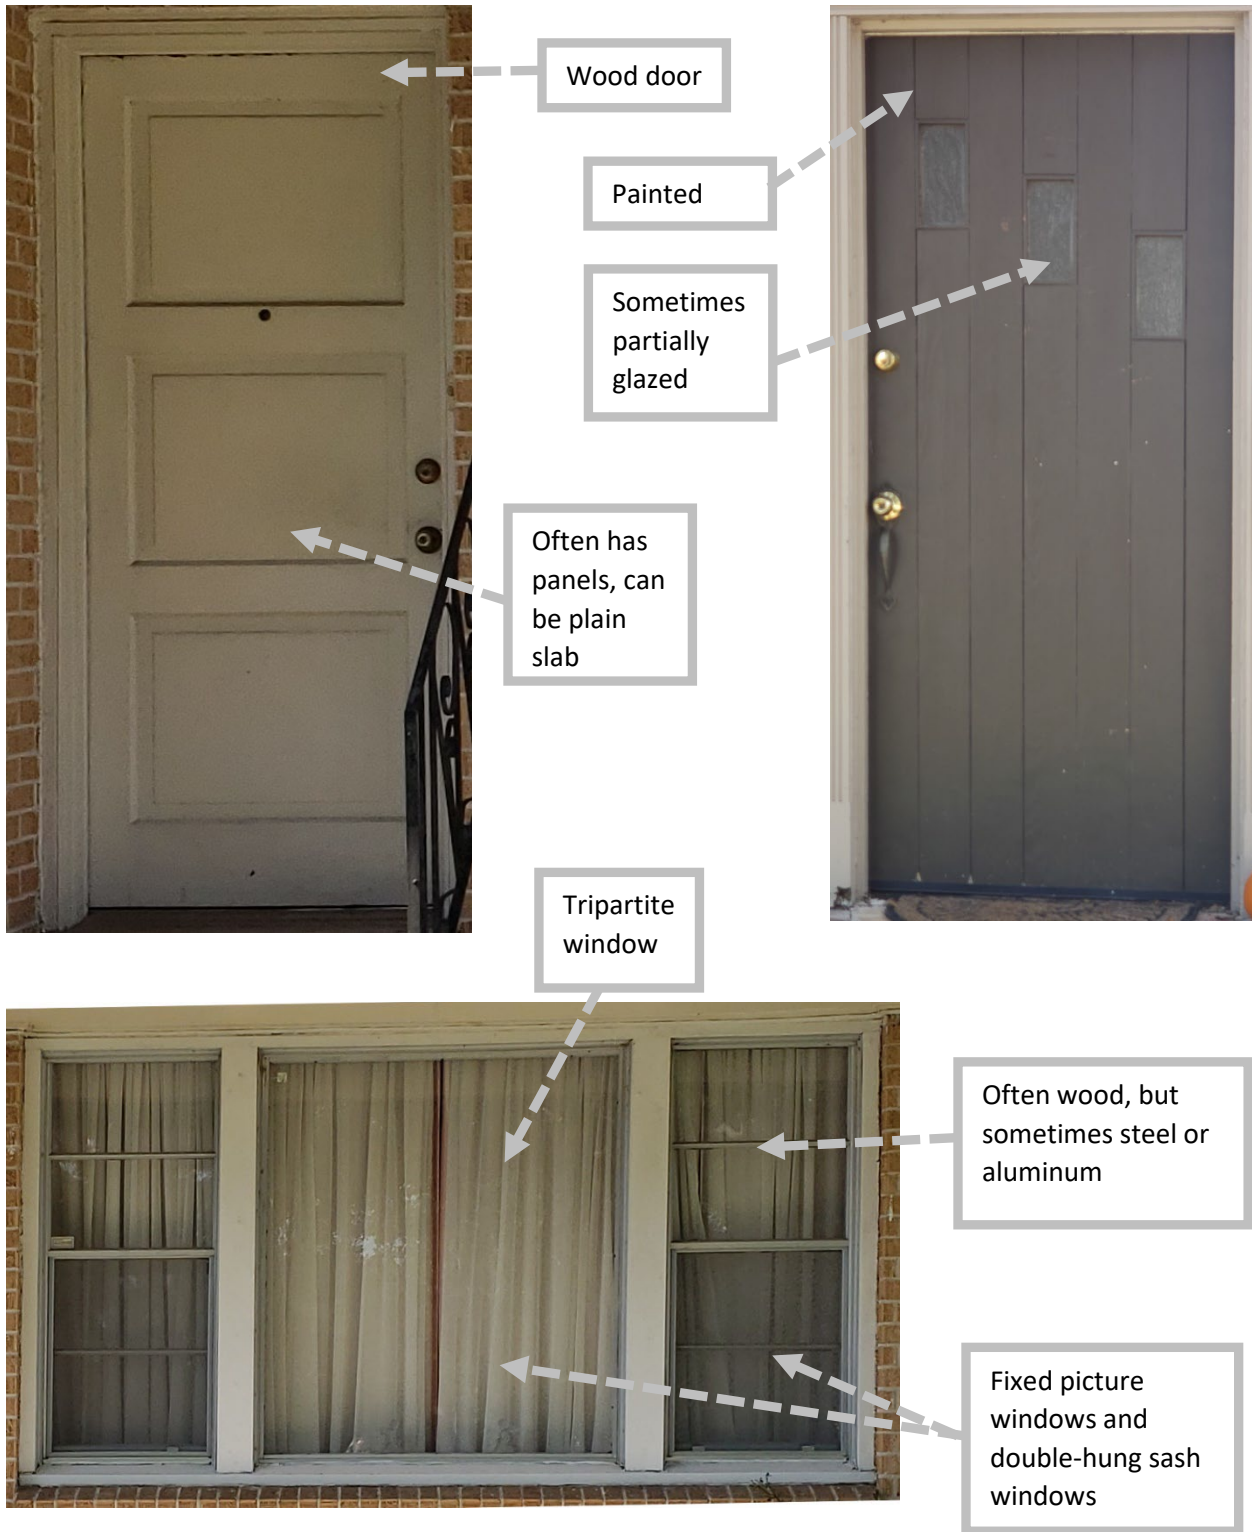 Wood door
Painted
Sometimes
partially
glazed
Often has
panels, can
be plain
slab
Tripartite
window
Often wood, but
sometimes steel or
aluminum
Fixed picture
windows and
double-hung sash
windows